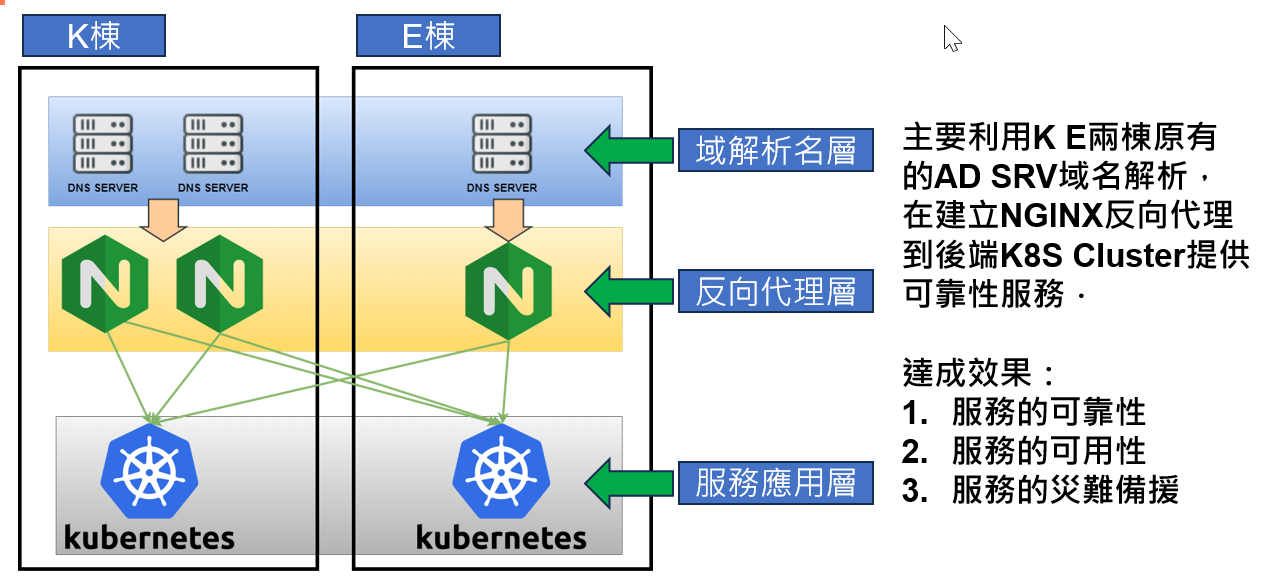 K棟
E棟
DNS SERVER
DNS SERVER
DNS SERVER
域解析名層
反向代理層
服務應用層
kubernetes
kubernetes
主要利用K E兩棟原有
的AD SRV域名解析，
在建立NGINX反向代理
到後端K8S Cluster提供
可靠性服務．
達成效果：
1. 服務的可靠性
2. 服務的可用性
3. 服務的災難備援